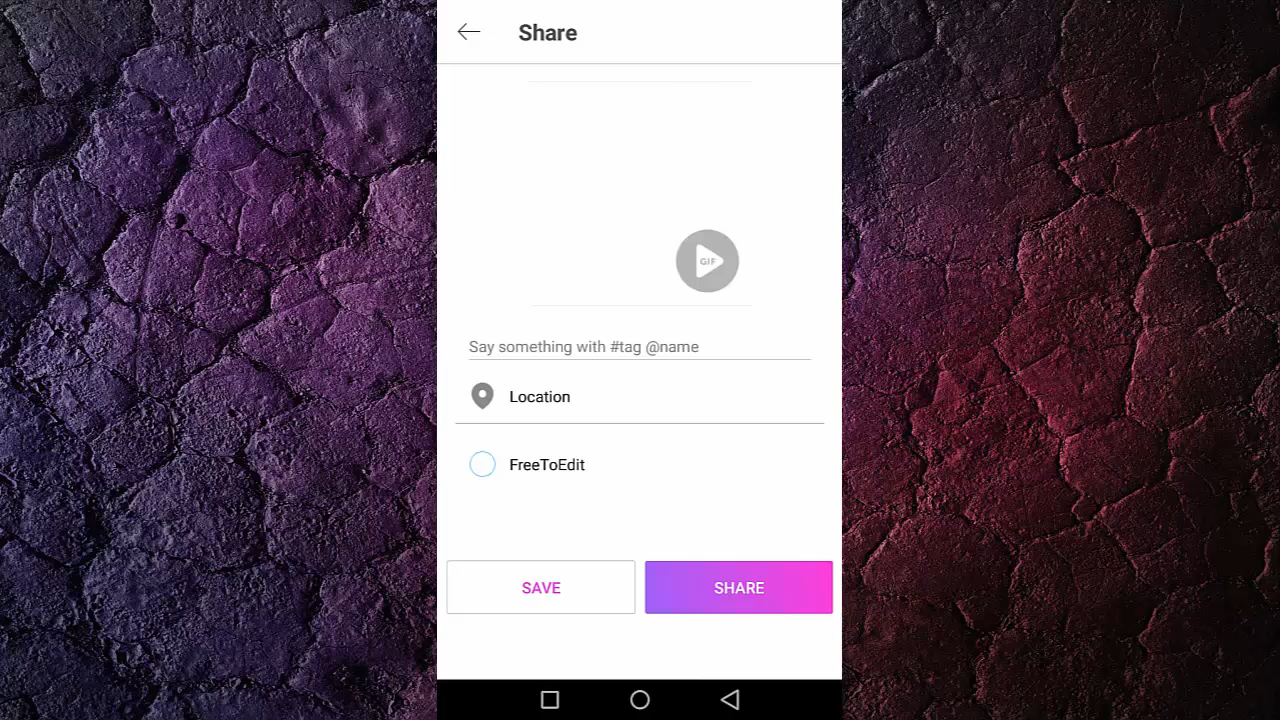 Share
GIF
Say something with #tag @name
Location
FreeToEdit
SAVE
SHARE